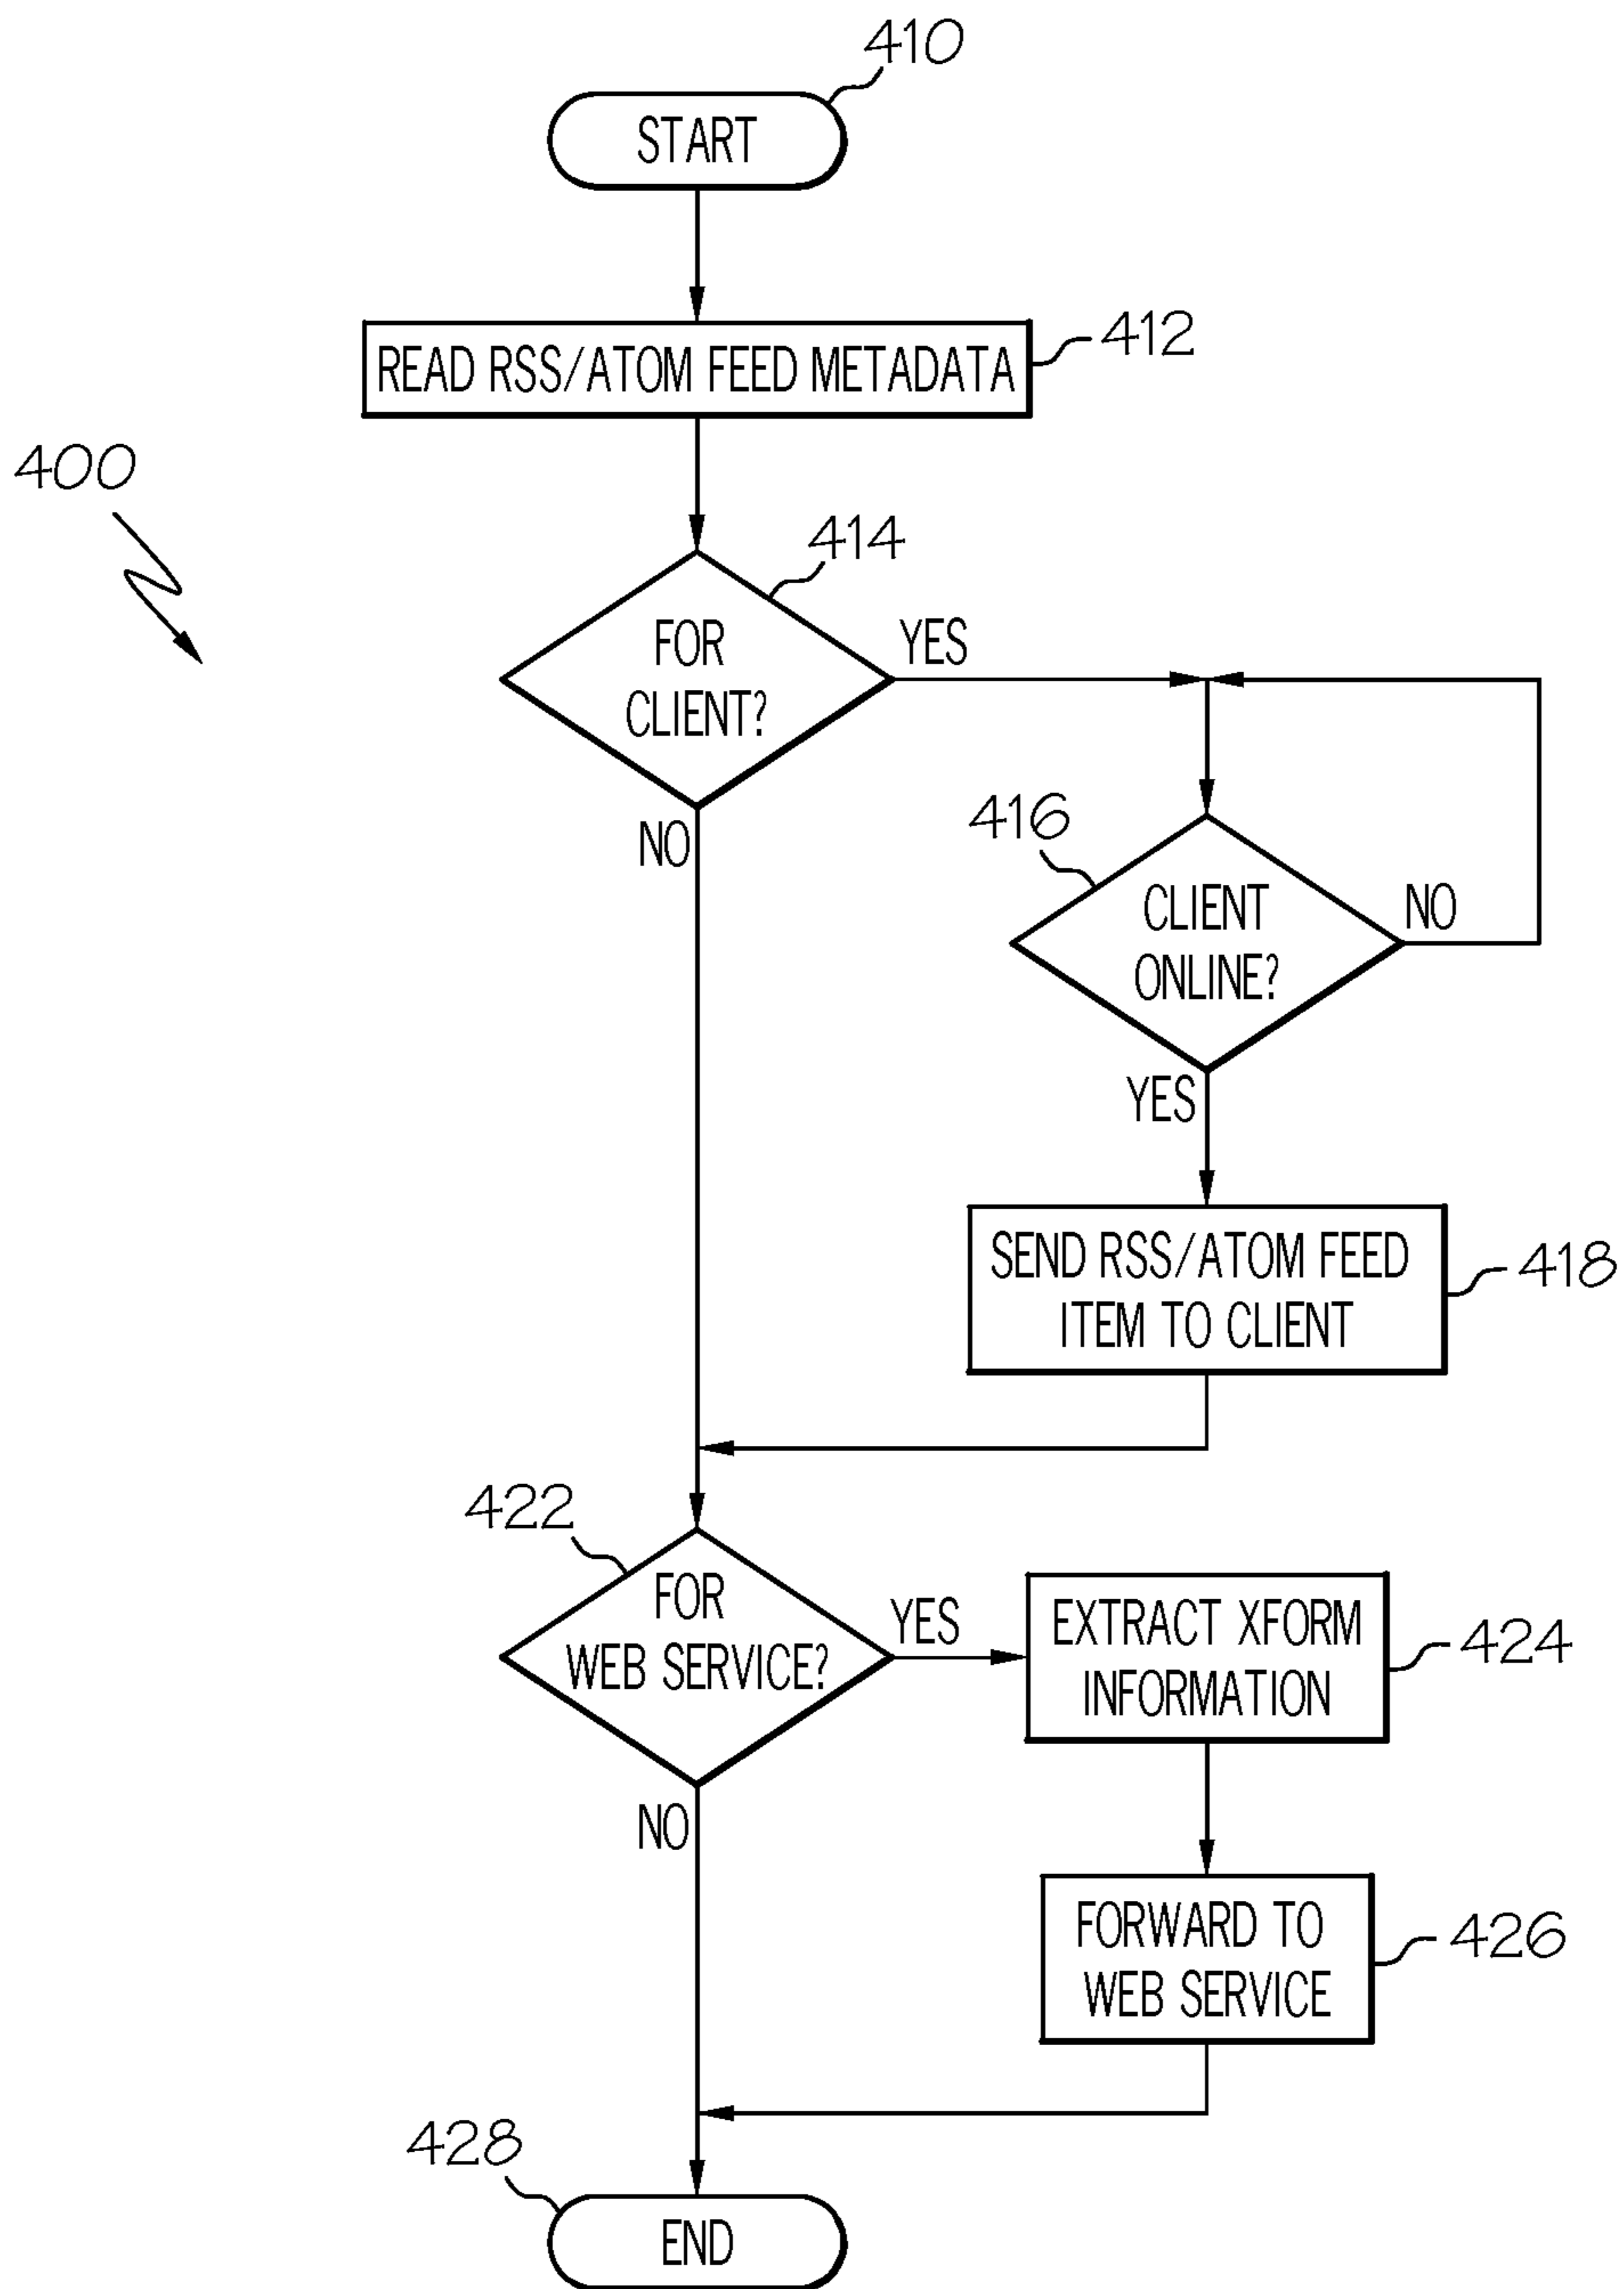 410
START
READ RSS/ATOM FEED METADATA
412
400
414
FOR
CLIENT?
YES
NO
416
CLIENT
ONLINE?
NO
YES
SEND RSS/ATOM FEED
ITEM TO CLIENT
418
422
FOR
WEB SERVICE?
YES
EXTRACT XFORM
INFORMATION
424
NO
FORWARD TO
WEB SERVICE
426
428
END